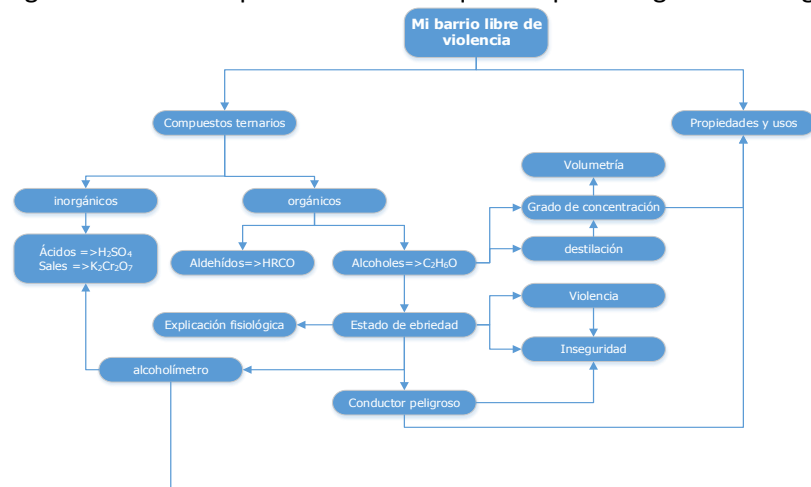 Mi barrio libre de
violencia
Compuestos ternarios
Propiedades y usos
Volumetría
inorgánicos
orgánicos
Grado de concentración
Ácidos =>H₂SO₄
Sales =>K₂Cr₂O₇
Aldehídos=>HRCO
Alcoholes=>C₂H₆O
destilación
Violencia
Explicación fisiológica
Estado de ebriedad
Inseguridad
alcoholímetro
Conductor peligroso